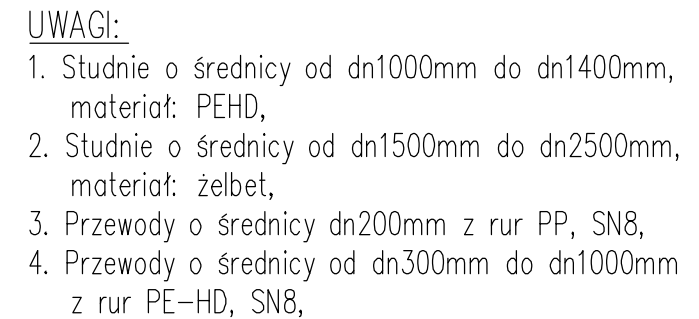 UWAGI:
1. Studnie o średnicy od dn1000mm do dn1400mm,
materiał: PEHD,
2. Studnie o średnicy od dn1500mm do dn2500mm,
materiał: żelbet,
3. Przewody o średnicy dn200mm z rur PP, SN8,
4. Przewody o średnicy od dn300mm do dn1000mm
z rur PE-HD, SN8,